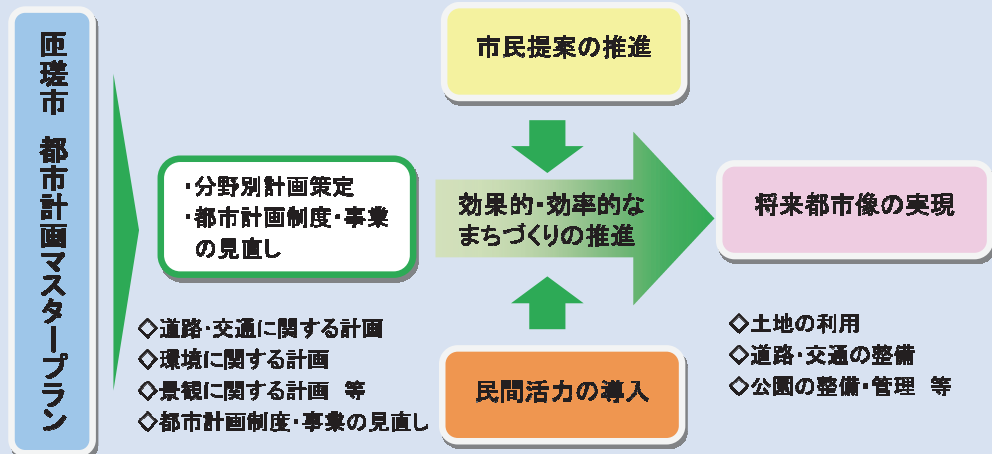 匝瑳市 都市計画マスタープラン
市民提案の推進
・分野別計画策定
・都市計画制度・事業
の見直し
効果的・効率的な
まちづくりの推進
将来都市像の実現
◇道路・交通に関する計画
◇環境に関する計画
◇景観に関する計画 等
◇都市計画制度・事業の見直し
民間活力の導入
◇土地の利用
◇道路・交通の整備
◇公園の整備・管理 等